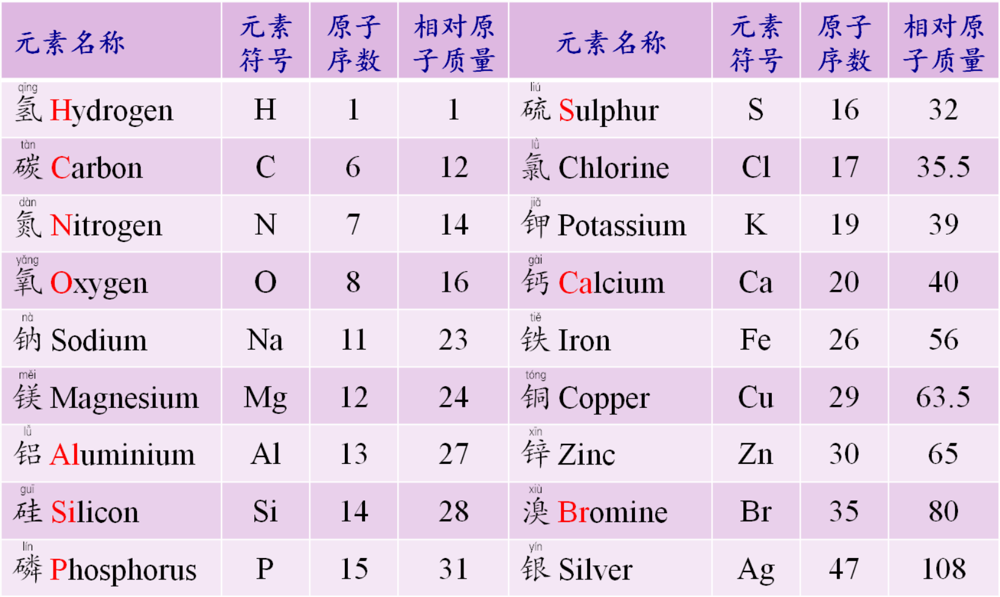 元素名称 元素符号 原子序数 相对原子质量 元素名称 元素符号 原子序数 相对原子质量
qīng liú
氢 Hydrogen H 1 1 硫 Sulphur S 16 32
tàn lǜ
碳 Carbon C 6 12 氯 Chlorine Cl 17 35.5
dàn jiǎ
氮 Nitrogen N 7 14 钾 Potassium K 19 39
yǎng gài
氧 Oxygen O 8 16 钙 Calcium Ca 20 40
nà tiě
钠 Sodium Na 11 23 铁 Iron Fe 26 56
měi tóng
镁 Magnesium Mg 12 24 铜 Copper Cu 29 63.5
lǚ xīn
铝 Aluminium Al 13 27 锌 Zinc Zn 30 65
guī xiù
硅 Silicon Si 14 28 溴 Bromine Br 35 80
lín yín
磷 Phosphorus P 15 31 银 Silver Ag 47 108